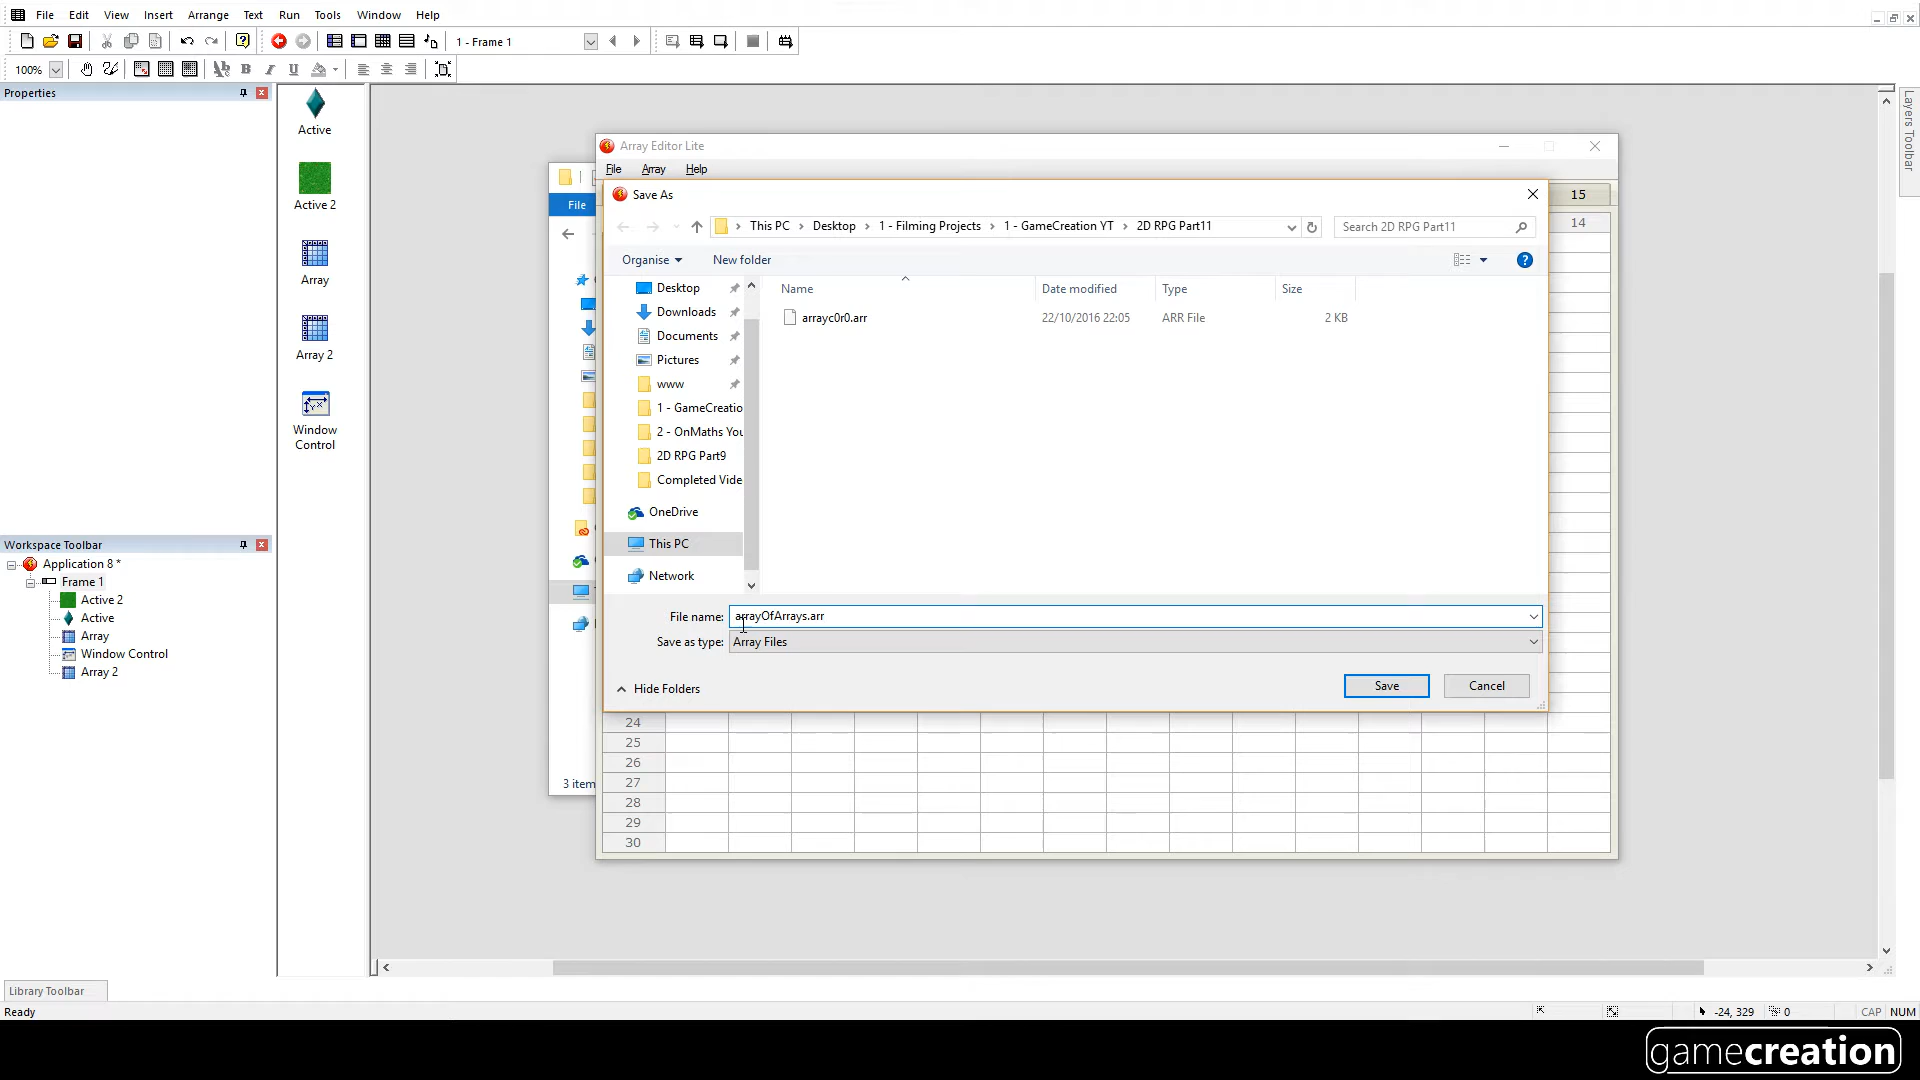 File Edit View Insert Arrange Text Run Tools Window Help
1 - Frame 1
100%
Properties
Active
Active 2
Array
Array 2
Window
Control
Workspace Toolbar
Application 8 *
Frame 1
Active 2
Active
Array
Window Control
Array 2
Library Toolbar
Layers Toolbar
File
3 item
Array Editor Lite
File Array Help
15
14
Save As
This PC Desktop 1 - Filming Projects 1 - GameCreation YT 2D RPG Part11
Search 2D RPG Part11
Organise New folder
Name Date modified Type Size
arrayc0r0.arr 22/10/2016 22:05 ARR File 2 KB
Desktop
Downloads
Documents
Pictures
www
1 - GameCreatio
2 - OnMaths You
2D RPG Part9
Completed Vide
OneDrive
This PC
Network
File name: arrayOfArrays.arr
Save as type: Array Files
Hide Folders
Save Cancel
24
25
26
27
28
29
30
Ready
-24, 329 0 CAP NUM
gamecreation